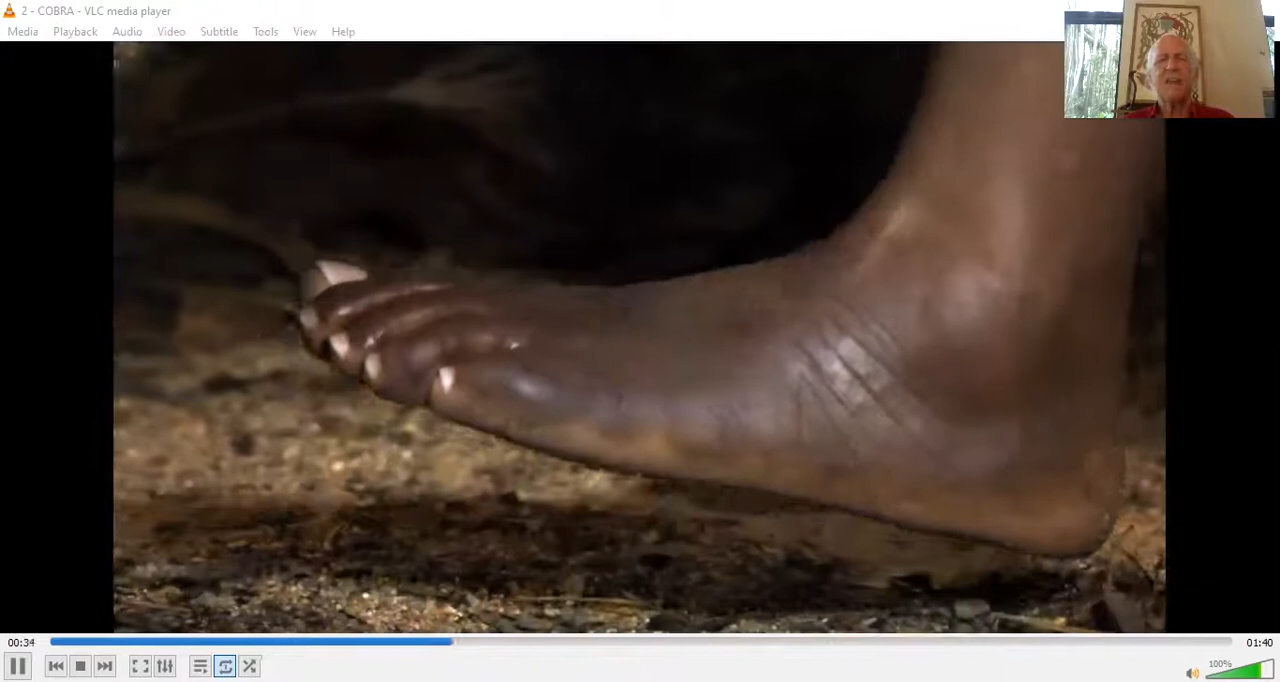 2 - COBRA - VLC media player
Media Playback Audio Video Subtitle Tools View Help
00:34
01:40
100%